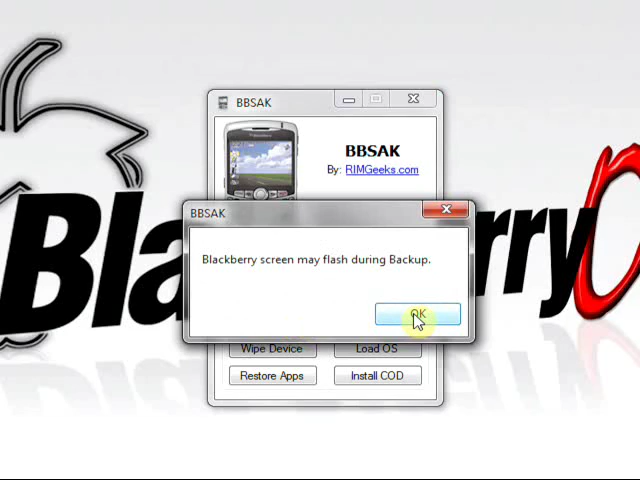 BBSAK
BBSAK
By: RIMGeeks.com
BBSAK
Blackberry screen may flash during Backup.
OK
Wipe Device
Load OS
Restore Apps
Install COD